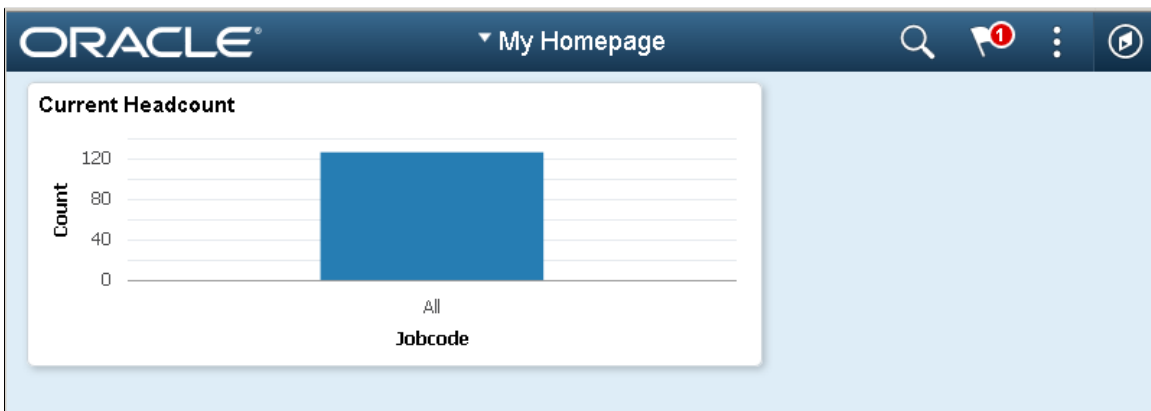 ORACLE®
My Homepage
1
Current Headcount
120
80
40
0
Count
All
Jobcode